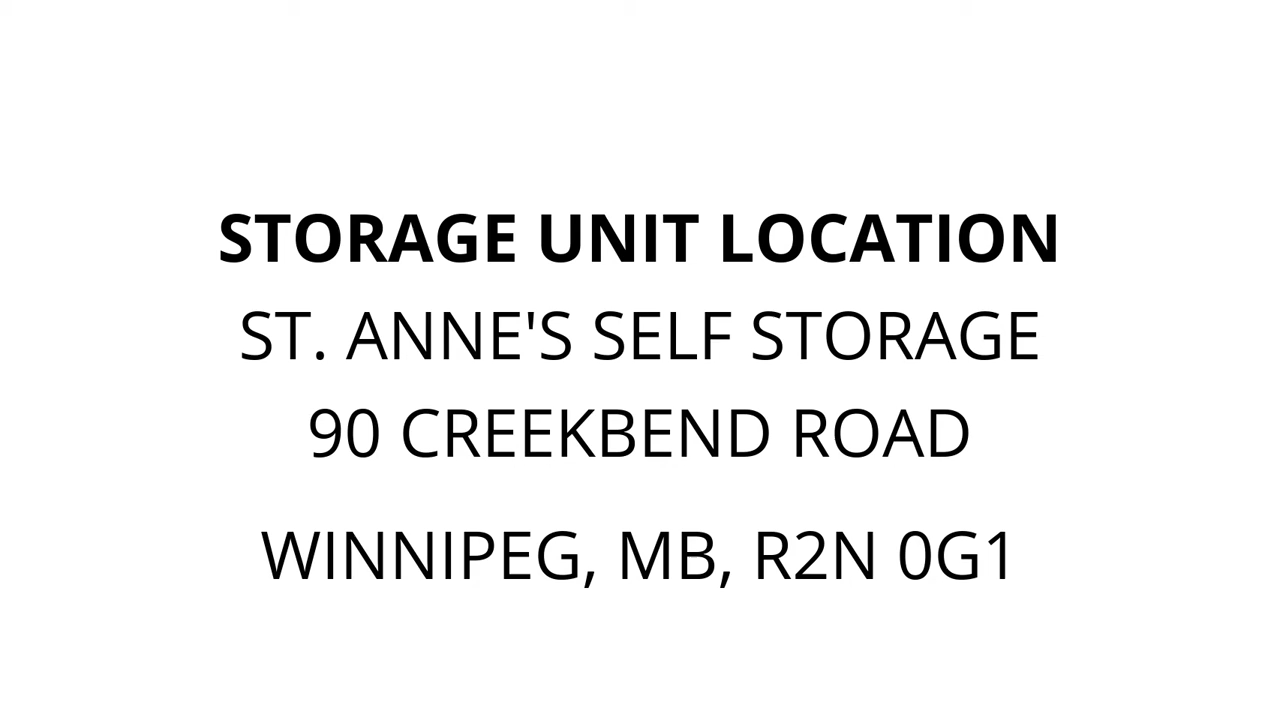 STORAGE UNIT LOCATION
ST. ANNE'S SELF STORAGE
90 CREEKBEND ROAD
WINNIPEG, MB, R2N 0G1